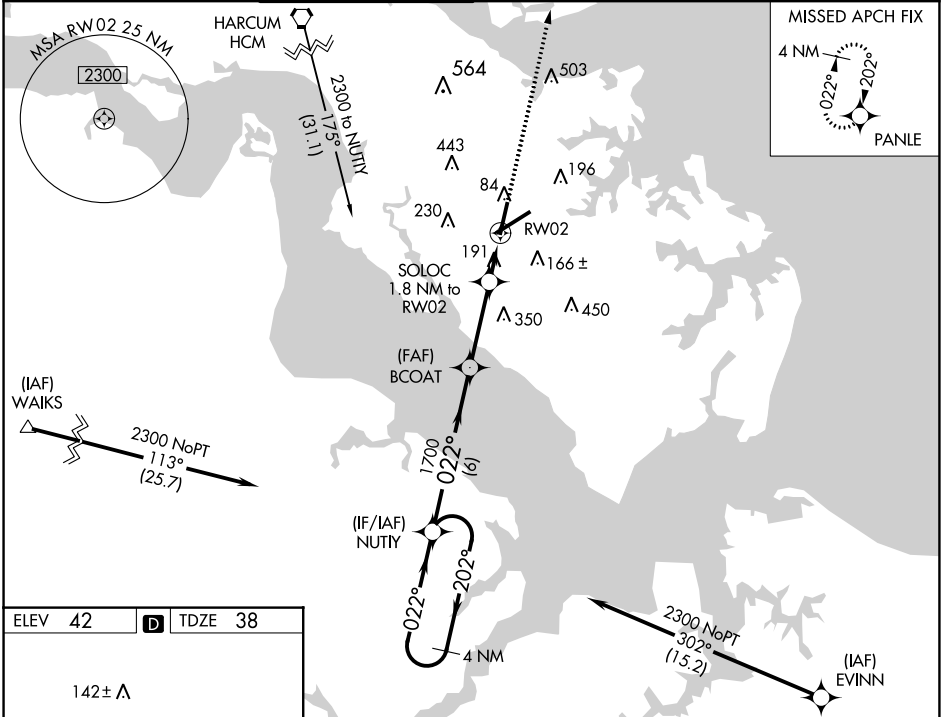 MSA RW02 25 NM
2300
HARCUM
HCM
2300 to NUTIY
175°
(31.1)
564
503
443
84
196
230
RW02
191
166 ±
SOLOC
1.8 NM to
RW02
350
450
(FAF)
BCOAT
(IAF)
WAIKS
2300 NoPT
113°
(25.7)
1700
022°
(6)
(IF/IAF)
NUTIY
022°
202°
4 NM
2300 NoPT
302°
(15.2)
(IAF)
EVINN
MISSED APCH FIX
4 NM
022°
202°
PANLE
ELEV 42
D
TDZE 38
142±